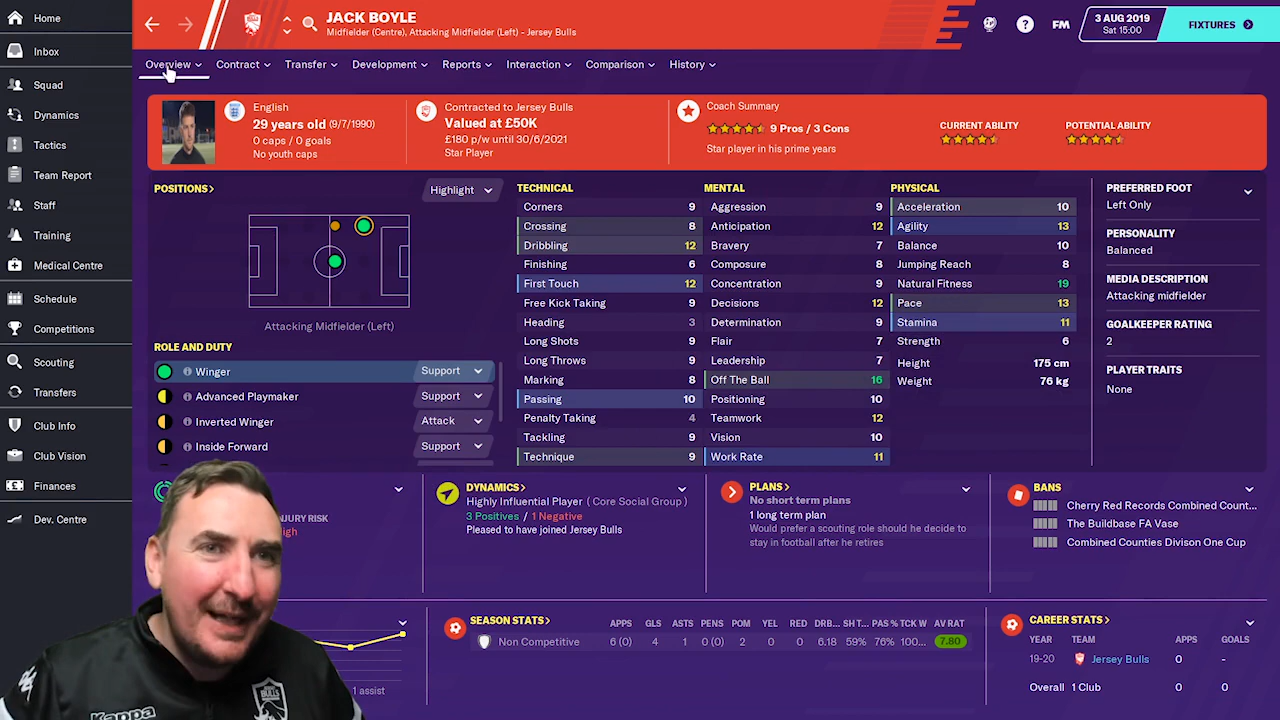 Home
JACK BOYLE
Midfielder (Centre), Attacking Midfielder (Left) - Jersey Bulls
FM
3 AUG 2019
Sat 15:00
FIXTURES
Inbox
Squad
Dynamics
Tactics
Team Report
Staff
Training
Medical Centre
Schedule
Competitions
Scouting
Transfers
Club Info
Club Vision
Finances
Dev. Centre
Overview
Contract
Transfer
Development
Reports
Interaction
Comparison
History
English
29 years old (9/7/1990)
0 caps / 0 goals
No youth caps
Contracted to Jersey Bulls
Valued at £50K
£180 p/w until 30/6/2021
Star Player
Coach Summary
9 Pros / 3 Cons
Star player in his prime years
CURRENT ABILITY
POTENTIAL ABILITY
POSITIONS
Highlight
Attacking Midfielder (Left)
ROLE AND DUTY
Winger Support
Advanced Playmaker Support
Inverted Winger Attack
Inside Forward Support
TECHNICAL
Corners 9
Crossing 8
Dribbling 12
Finishing 6
First Touch 12
Free Kick Taking 9
Heading 3
Long Shots 9
Long Throws 9
Marking 8
Passing 10
Penalty Taking 4
Tackling 9
Technique 9
MENTAL
Aggression 9
Anticipation 12
Bravery 7
Composure 8
Concentration 9
Decisions 12
Determination 9
Flair 7
Leadership 7
Off The Ball 16
Positioning 10
Teamwork 12
Vision 10
Work Rate 11
PHYSICAL
Acceleration 10
Agility 13
Balance 10
Jumping Reach 8
Natural Fitness 19
Pace 13
Stamina 11
Strength 6
Height 175 cm
Weight 76 kg
PREFERRED FOOT
Left Only
PERSONALITY
Balanced
MEDIA DESCRIPTION
Attacking midfielder
GOALKEEPER RATING
2
PLAYER TRAITS
None
NJURY RISK
igh
DYNAMICS
Highly Influential Player ( Core Social Group )
3 Positives / 1 Negative
Pleased to have joined Jersey Bulls
PLANS
No short term plans
1 long term plan
Would prefer a scouting role should he decide to
stay in football after he retires
BANS
Cherry Red Records Combined Count...
The Buildbase FA Vase
Combined Counties Divison One Cup
1 assist
SEASON STATS APPS GLS ASTS PENS POM YEL RED DRB... SH T... PAS % TCK W AV RAT
Non Competitive 6 (0) 4 1 0 (0) 2 0 0 6.18 59% 76% 100... 7.80
CAREER STATS
YEAR TEAM APPS GOALS
19-20 Jersey Bulls 0 -
Overall 1 Club 0 0
Kappa
BULLS